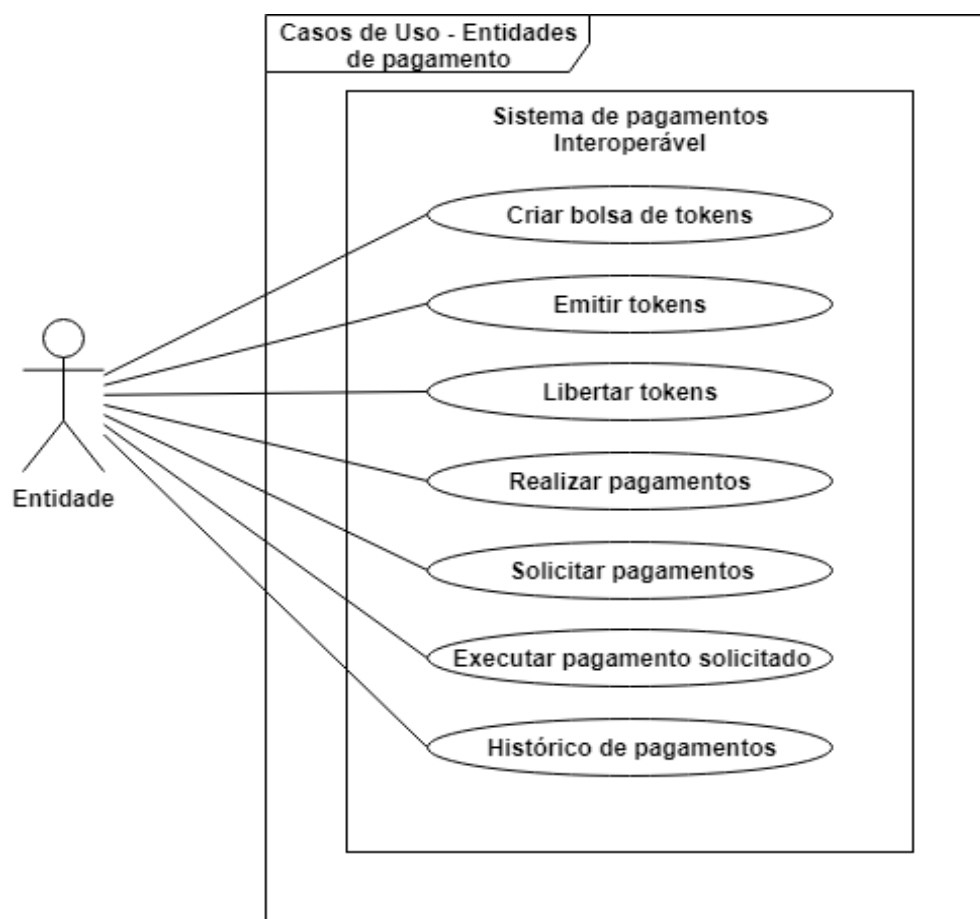 Casos de Uso - Entidades
de pagamento
Sistema de pagamentos
Interoperável
Criar bolsa de tokens
Emitir tokens
Libertar tokens
Realizar pagamentos
Entidade
Solicitar pagamentos
Executar pagamento solicitado
Histórico de pagamentos